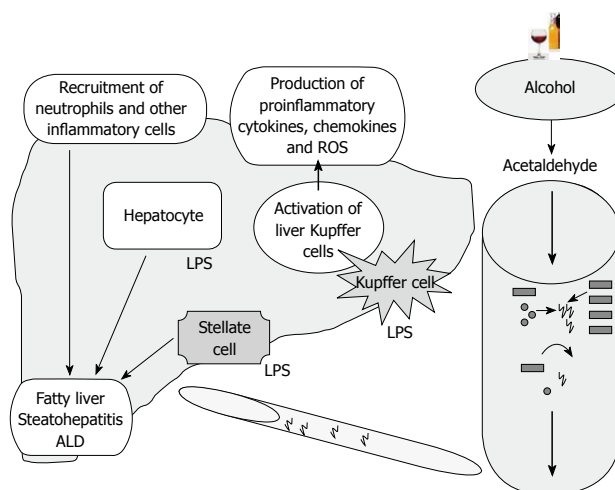 Recruitment of
neutrophils and other
inflammatory cells
Production of
proinflammatory
cytokines, chemokines
and ROS
Alcohol
Acetaldehyde
Hepatocyte
LPS
Activation of
liver Kupffer
cells
Kupffer cell
LPS
Stellate
cell
LPS
Fatty liver
Steatohepatitis
ALD